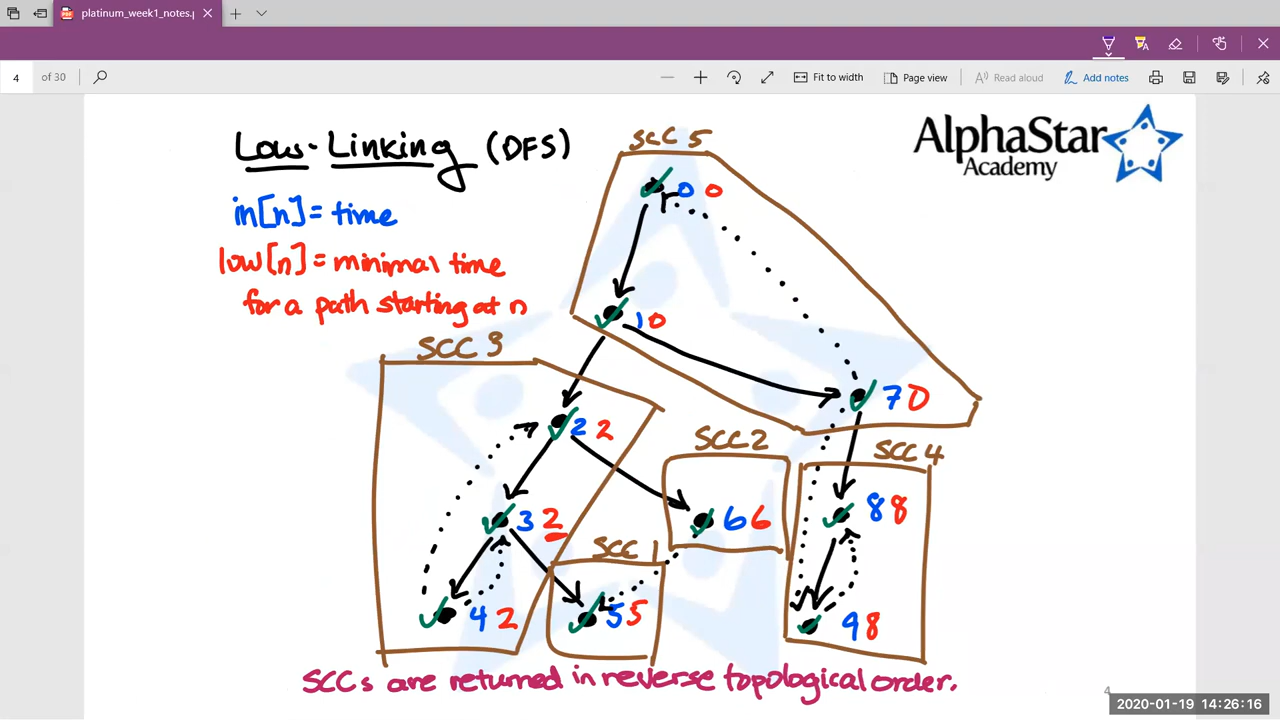 platinum_week1_notes.p
4 of 30
Fit to width
Page view
Read aloud
Add notes
Low-Linking (DFS)
in[n] = time
low[n] = minimal time
for a path starting at n
AlphaStar
Academy
SCC 5
0 0
1 0
SCC 3
7 0
2 2
SCC 2
SCC 4
3 2
6 6
8 8
SCC 1
4 2
5 5
9 8
SCCs are returned in reverse topological order.
4
2020-01-19 14:26:16